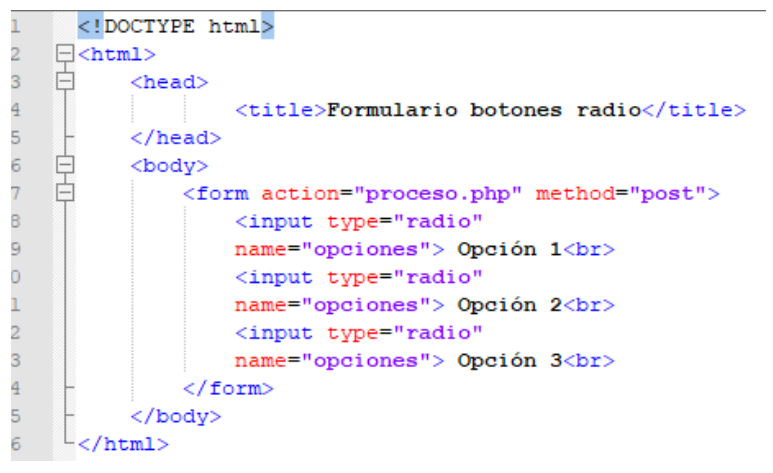 1 <!DOCTYPE html>
2 <html>
3 <head>
4 <title>Formulario botones radio</title>
5 </head>
6 <body>
7 <form action="proceso.php" method="post">
8 <input type="radio"
9 name="opciones"> Opción 1<br>
0 <input type="radio"
1 name="opciones"> Opción 2<br>
2 <input type="radio"
3 name="opciones"> Opción 3<br>
4 </form>
5 </body>
6 </html>